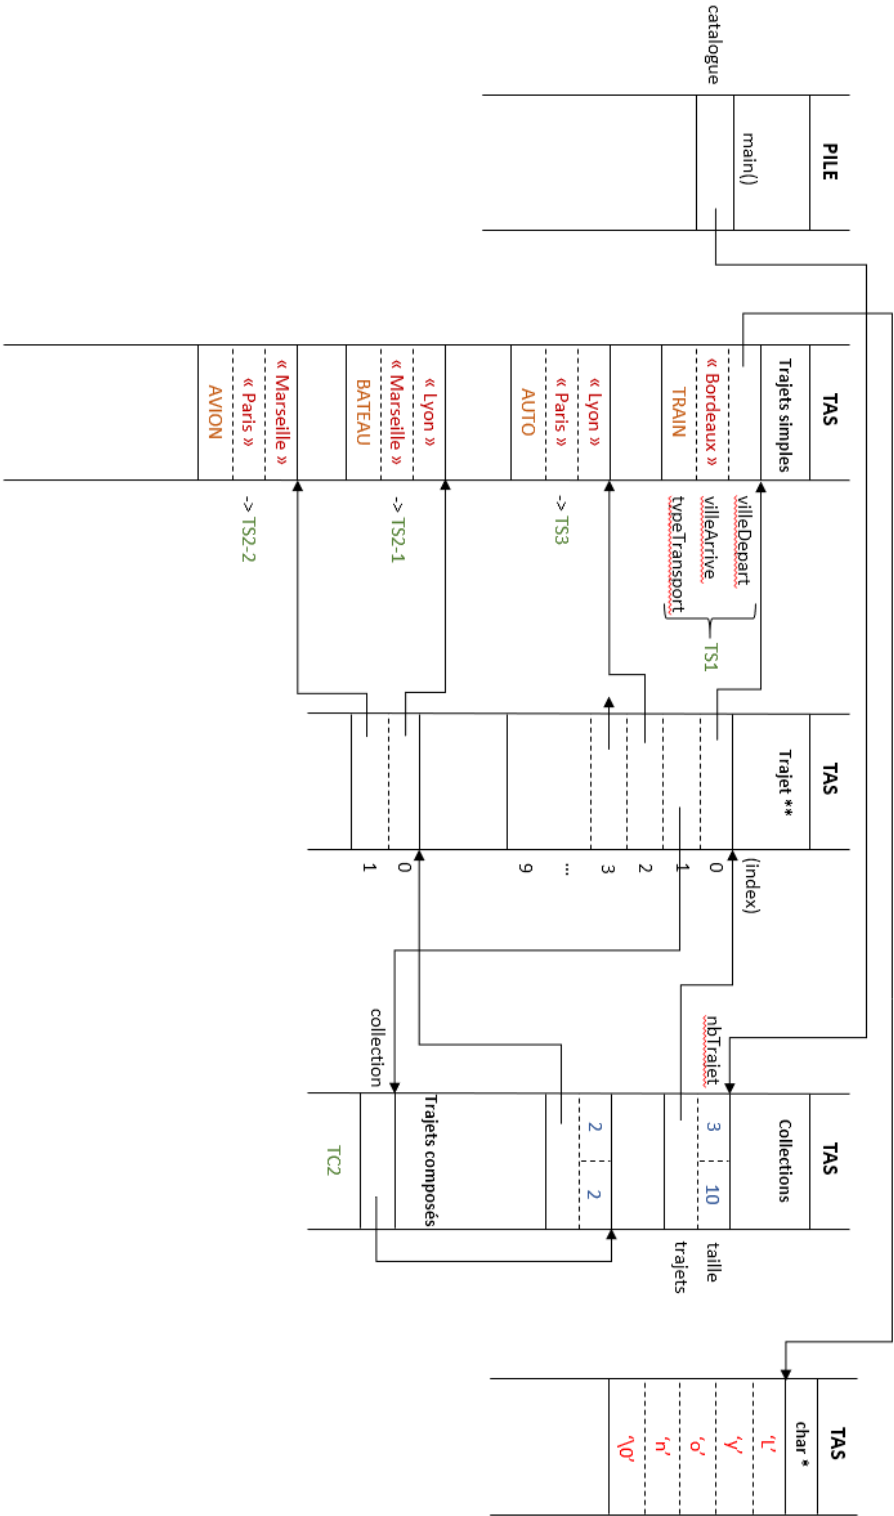 PILE
main()
catalogue
TAS
Trajets simples
« Bordeaux »
TRAIN
villeDepart
villeArrive
typeTransport
TS1
« Lyon »
« Paris »
AUTO
-> TS3
« Lyon »
« Marseille »
BATEAU
-> TS2-1
« Marseille »
« Paris »
AVION
-> TS2-2
TAS
Trajet **
(index)
0
1
2
3
...
9
0
1
TAS
Collections
nbTrajet
3
10
taille
trajets
2
2
Trajets composés
collection
TC2
TAS
char *
'L'
'y'
'o'
'n'
'\0'